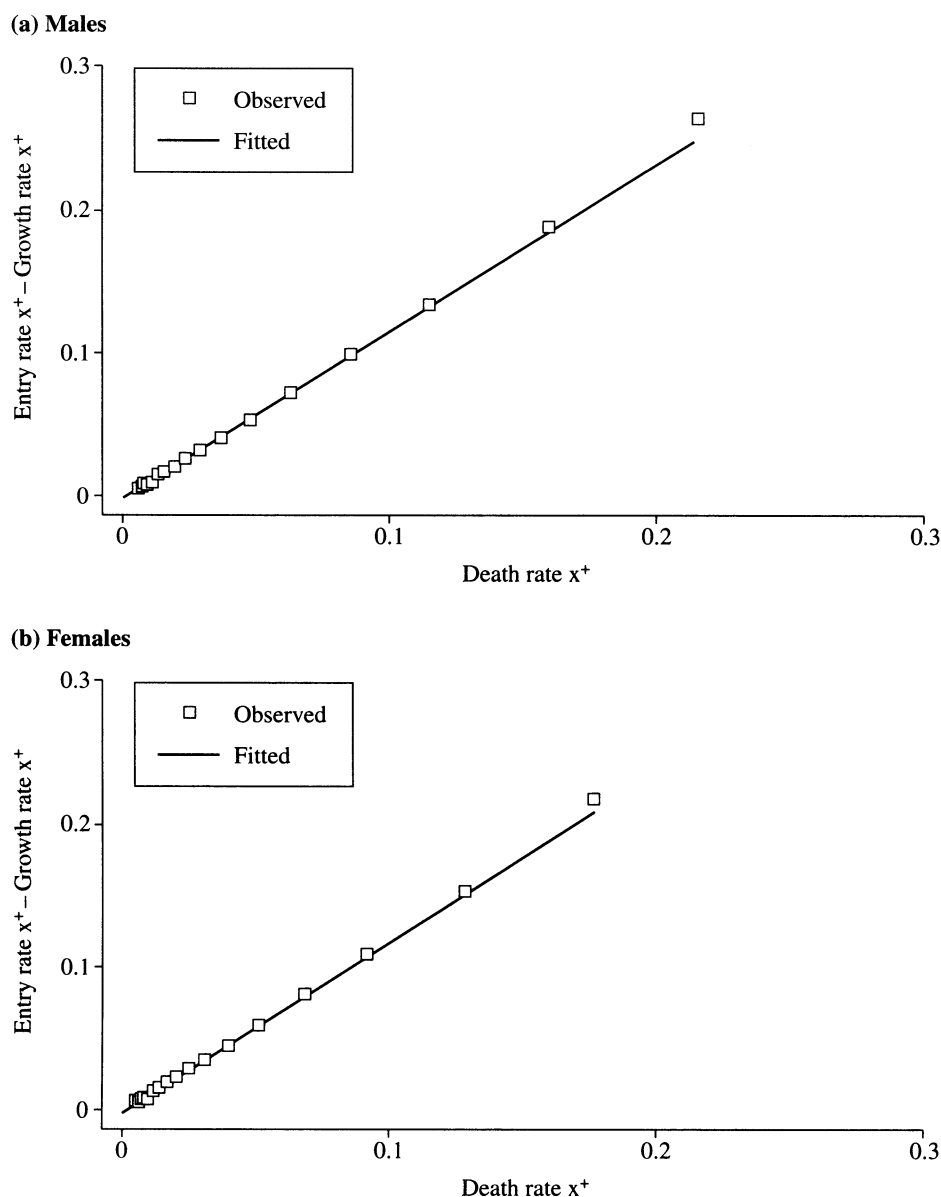 (a) Males
0.3
Observed
Fitted
Entry rate x⁺ – Growth rate x⁺
0.2
0.1
0
0
0.1
0.2
0.3
Death rate x⁺
(b) Females
0.3
Observed
Fitted
Entry rate x⁺ – Growth rate x⁺
0.2
0.1
0
0
0.1
0.2
0.3
Death rate x⁺